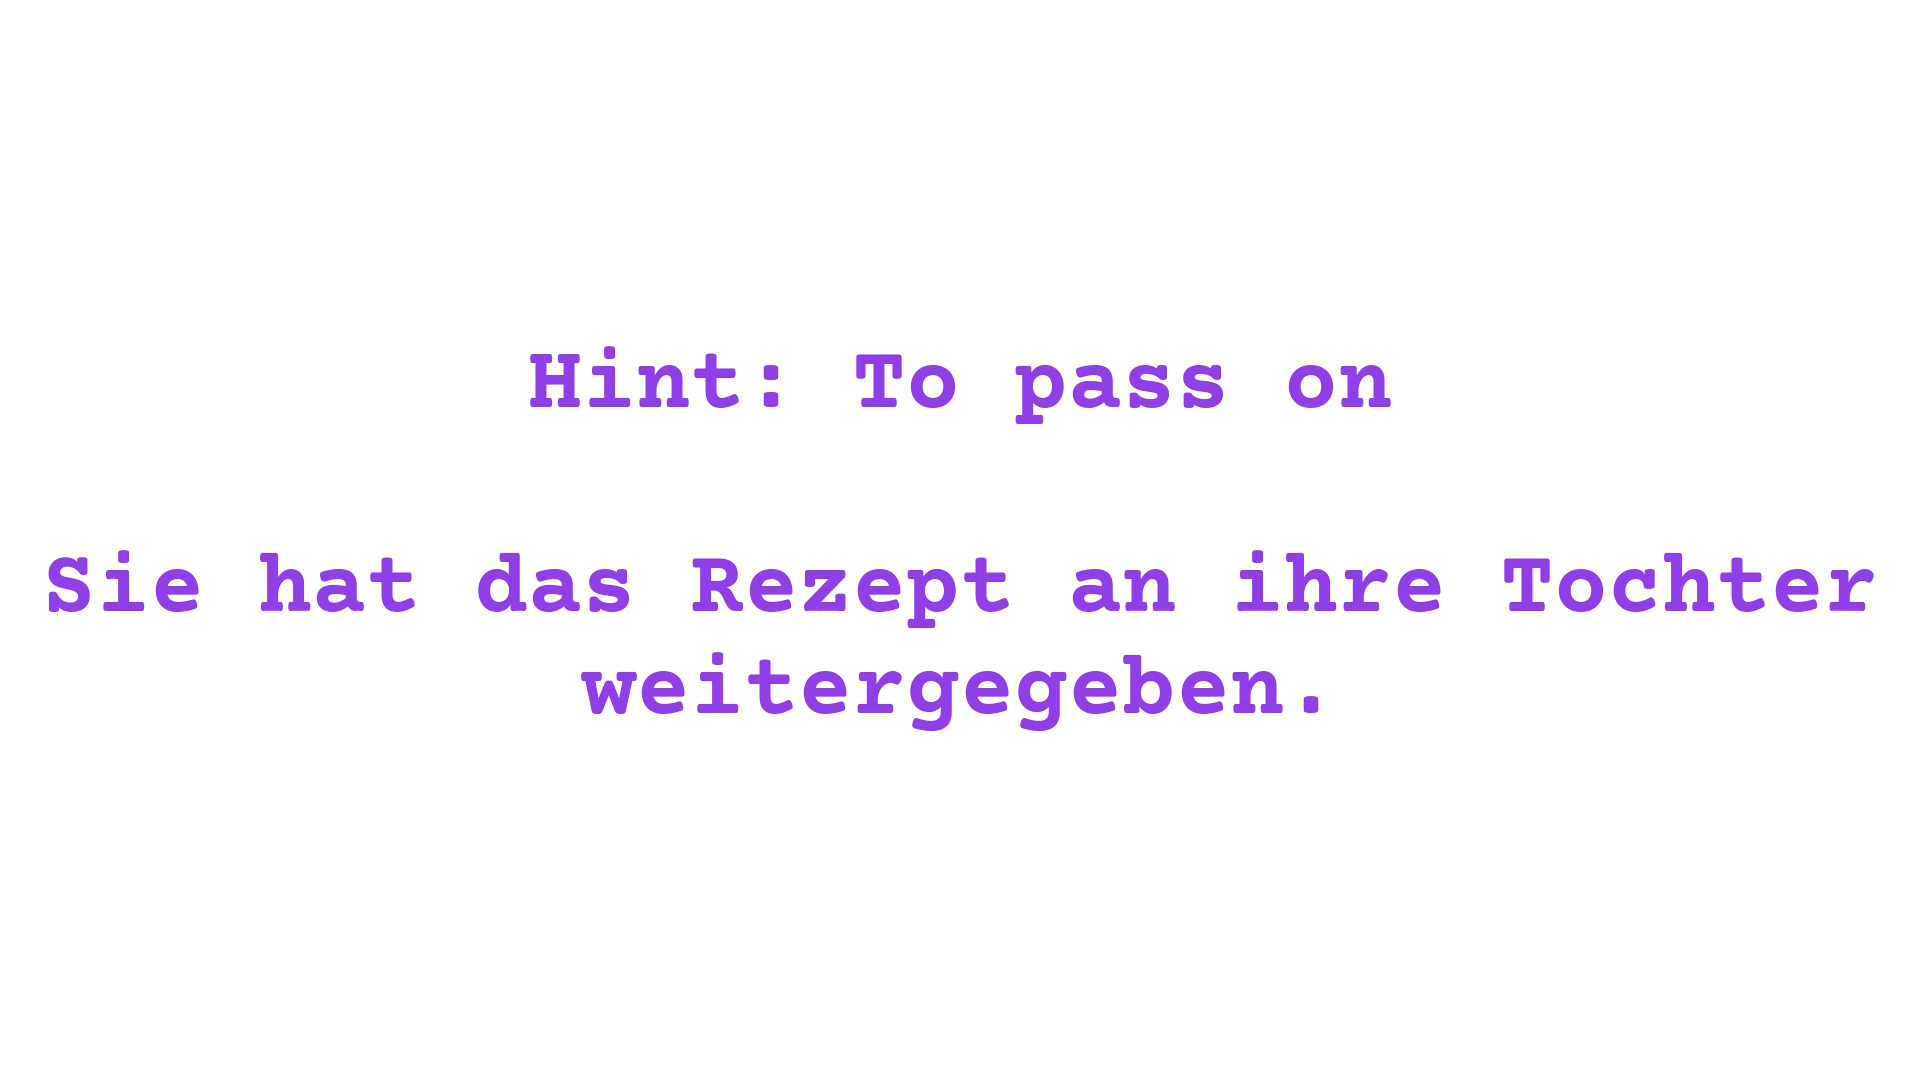 Hint: To pass on
Sie hat das Rezept an ihre Tochter
weitergegeben.